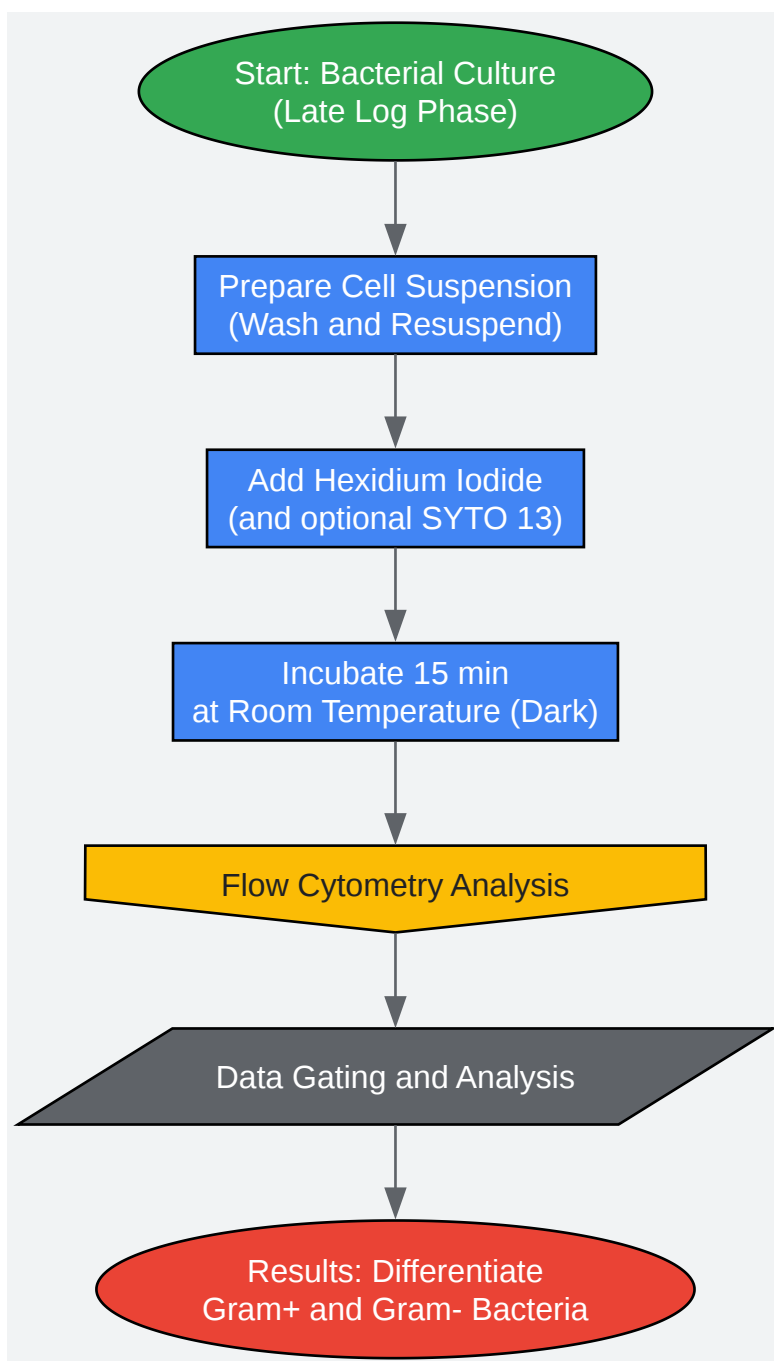 Start: Bacterial Culture
(Late Log Phase)
Prepare Cell Suspension
(Wash and Resuspend)
Add Hexidium Iodide
(and optional SYTO 13)
Incubate 15 min
at Room Temperature (Dark)
Flow Cytometry Analysis
Data Gating and Analysis
Results: Differentiate
Gram+ and Gram- Bacteria